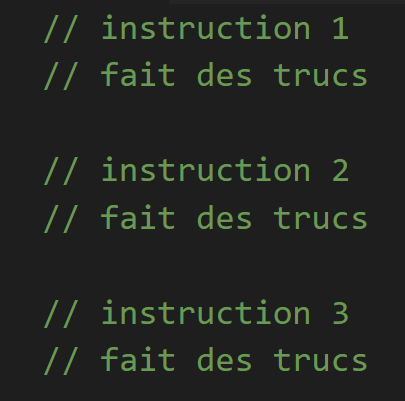 // instruction 1
// fait des trucs
// instruction 2
// fait des trucs
// instruction 3
// fait des trucs